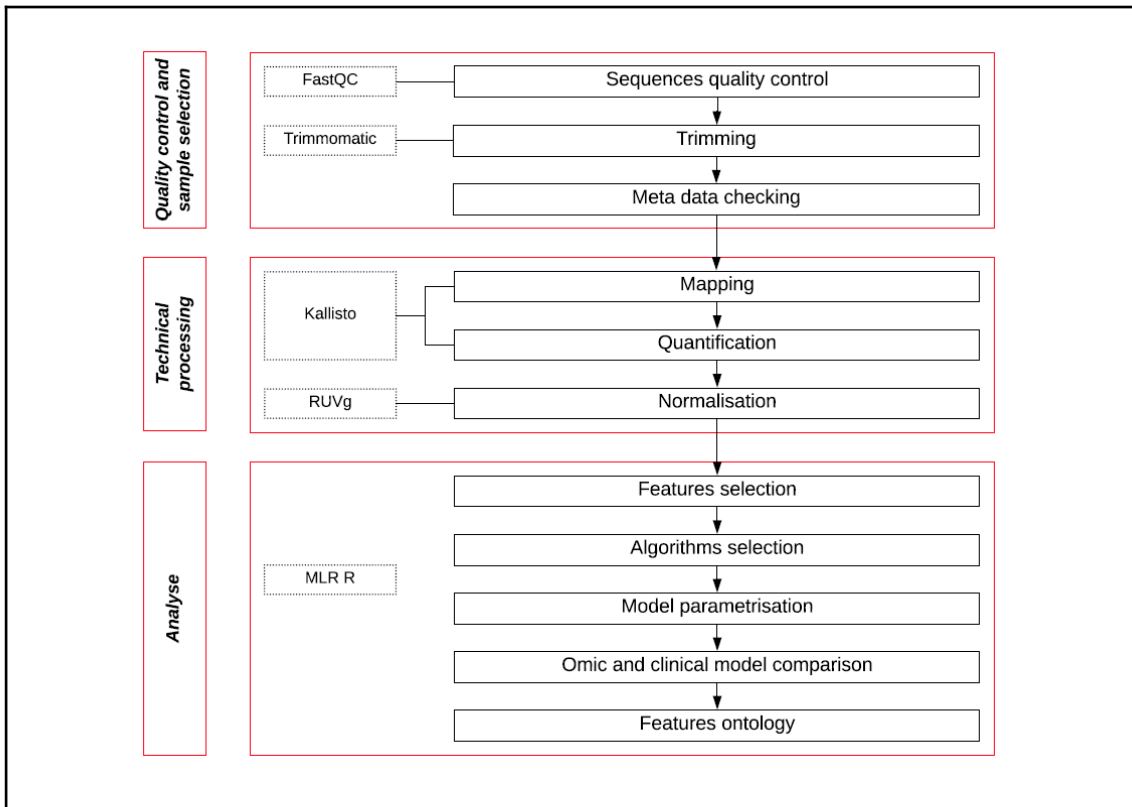 Quality control and
sample selection
FastQC
Sequences quality control
Trimmomatic
Trimming
Meta data checking
Technical
processing
Kallisto
Mapping
Quantification
RUVg
Normalisation
Analyse
MLR R
Features selection
Algorithms selection
Model parametrisation
Omic and clinical model comparison
Features ontology